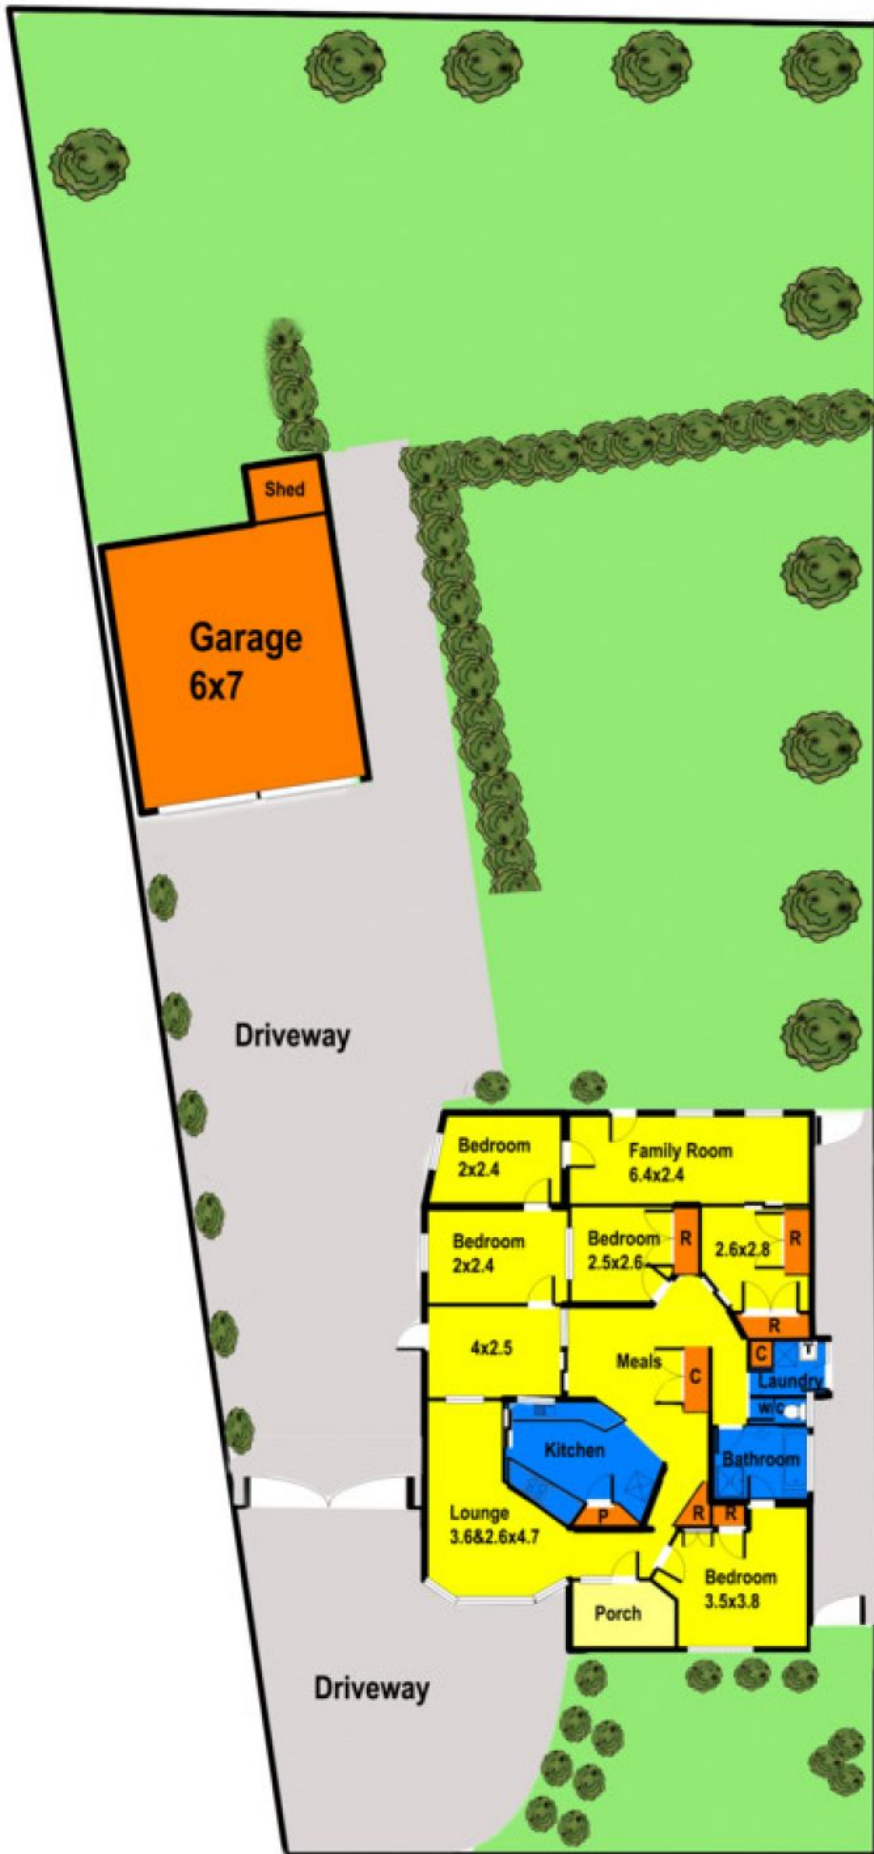 Shed
Garage
6x7
Driveway
Bedroom
2x2.4
Family Room
6.4x2.4
Bedroom
2x2.4
Bedroom
2.5x2.6
R
2.6x2.8
R
R
4x2.5
Meals
C
C
T
Laundry
w/c
Kitchen
Bathroom
Lounge
3.6&2.6x4.7
P
R
R
Bedroom
3.5x3.8
Porch
Driveway